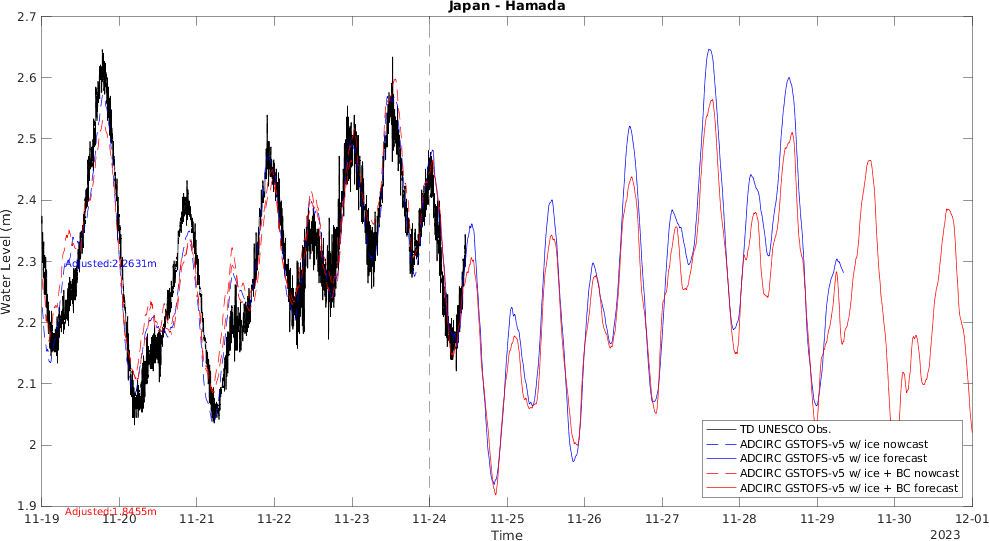 Japan - Hamada
2.7
2.6
2.5
2.4
2.3
2.2
2.1
2
1.9
Water Level (m)
Adjusted:2.2631m
Adjusted:1.8455m
TD UNESCO Obs.
ADCIRC GSTOFS-v5 w/ ice nowcast
ADCIRC GSTOFS-v5 w/ ice forecast
ADCIRC GSTOFS-v5 w/ ice + BC nowcast
ADCIRC GSTOFS-v5 w/ ice + BC forecast
11-19 11-20 11-21 11-22 11-23 11-24 11-25 11-26 11-27 11-28 11-29 11-30 12-01
Time
2023